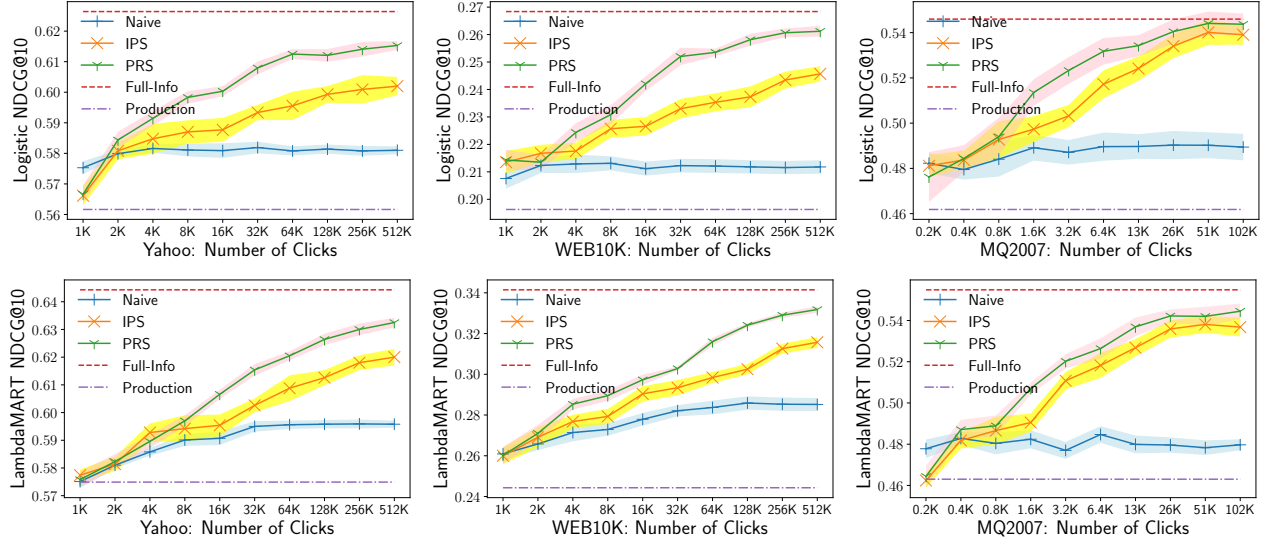 Logistic NDCG@10
0.62
0.61
0.60
0.59
0.58
0.57
0.56
Naive
IPS
PRS
Full-Info
Production
1K 2K 4K 8K 16K 32K 64K 128K 256K 512K
Yahoo: Number of Clicks
Logistic NDCG@10
0.27
0.26
0.25
0.24
0.23
0.22
0.21
0.20
Naive
IPS
PRS
Full-Info
Production
1K 2K 4K 8K 16K 32K 64K 128K 256K 512K
WEB10K: Number of Clicks
Logistic NDCG@10
0.54
0.52
0.50
0.48
0.46
Naive
IPS
PRS
Full-Info
Production
0.2K 0.4K 0.8K 1.6K 3.2K 6.4K 13K 26K 51K 102K
MQ2007: Number of Clicks
LambdaMART NDCG@10
0.64
0.63
0.62
0.61
0.60
0.59
0.58
0.57
Naive
IPS
PRS
Full-Info
Production
1K 2K 4K 8K 16K 32K 64K 128K 256K 512K
Yahoo: Number of Clicks
LambdaMART NDCG@10
0.34
0.32
0.30
0.28
0.26
0.24
Naive
IPS
PRS
Full-Info
Production
1K 2K 4K 8K 16K 32K 64K 128K 256K 512K
WEB10K: Number of Clicks
LambdaMART NDCG@10
0.54
0.52
0.50
0.48
0.46
Naive
IPS
PRS
Full-Info
Production
0.2K 0.4K 0.8K 1.6K 3.2K 6.4K 13K 26K 51K 102K
MQ2007: Number of Clicks